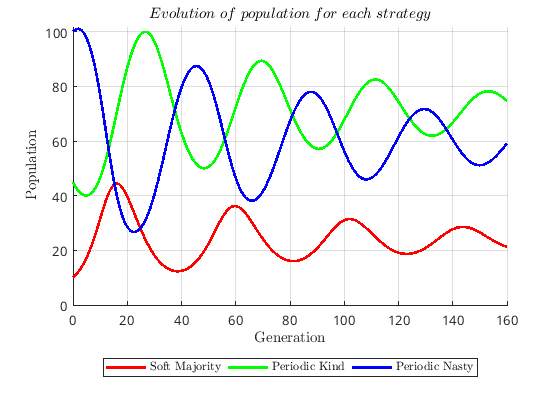 Evolution of population for each strategy
Population
100
80
60
40
20
0
0 20 40 60 80 100 120 140 160
Generation
Soft Majority Periodic Kind Periodic Nasty